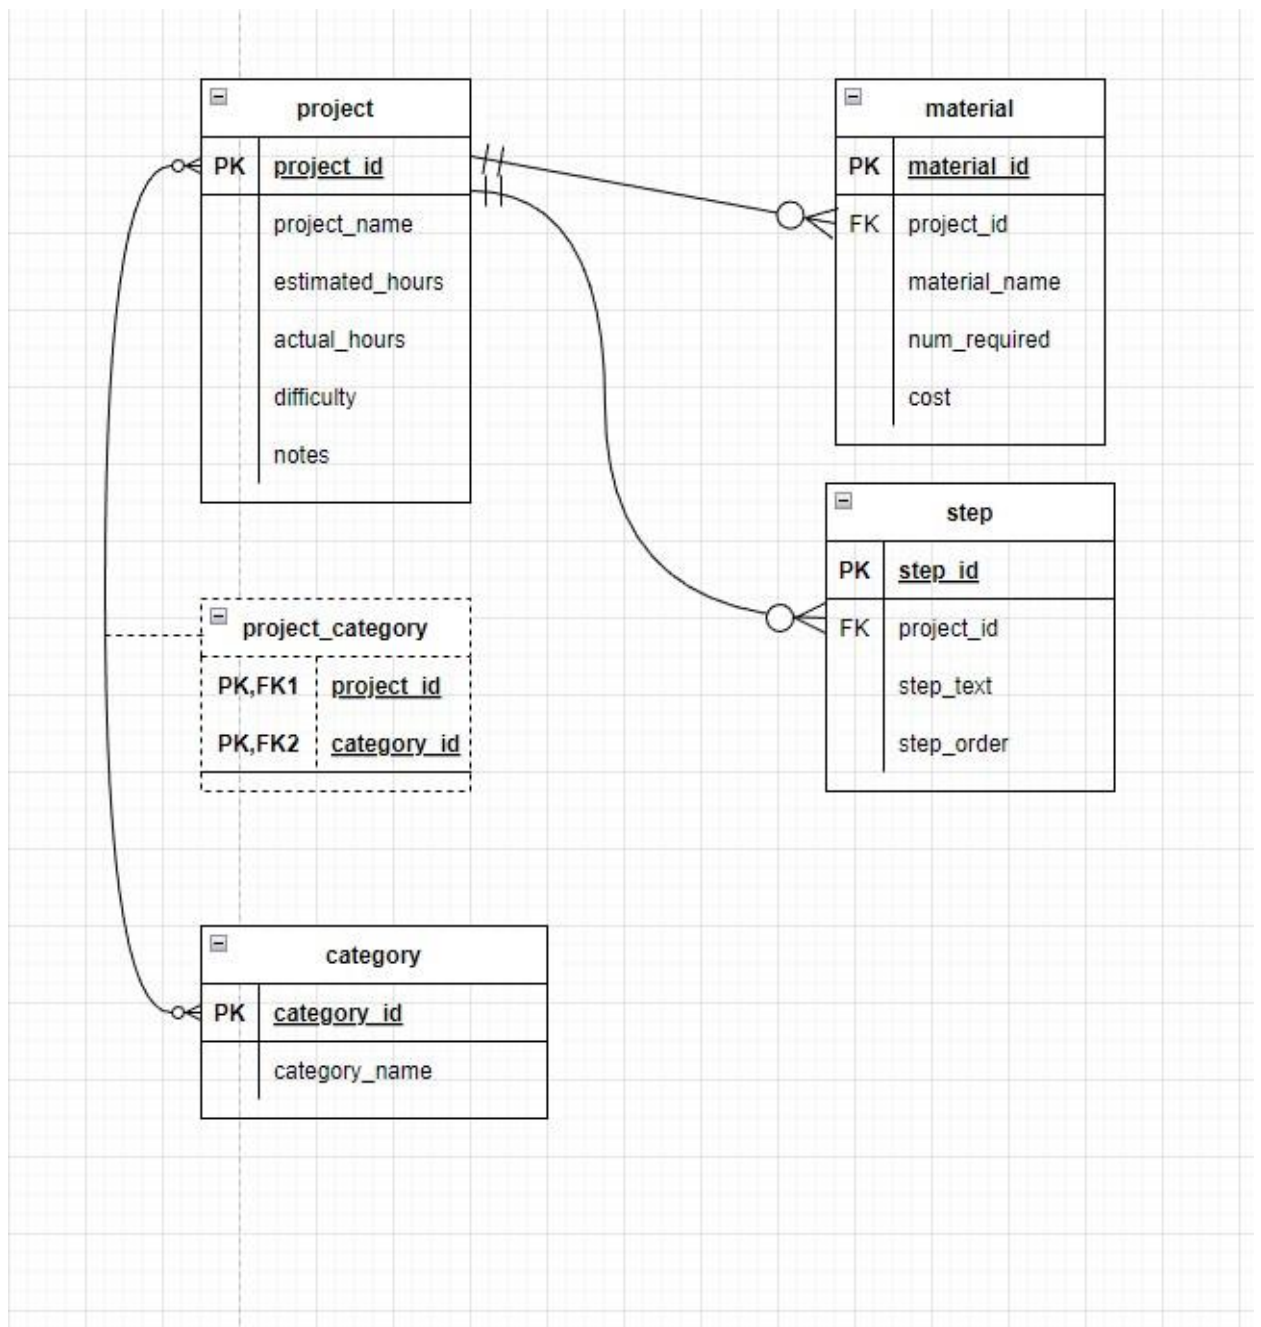 project
PK project_id
project_name
estimated_hours
actual_hours
difficulty
notes
material
PK material_id
FK project_id
material_name
num_required
cost
step
PK step_id
FK project_id
step_text
step_order
project_category
PK,FK1 project_id
PK,FK2 category_id
category
PK category_id
category_name